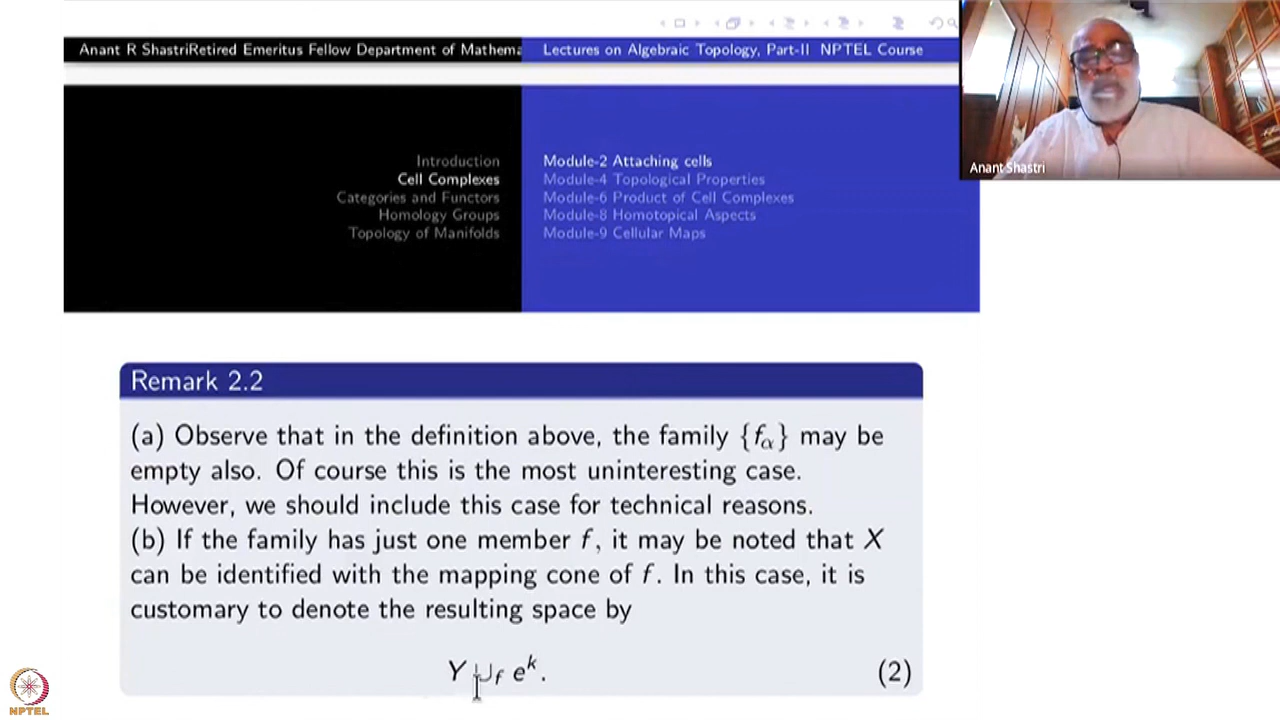 Anant R ShastriRetired Emeritus Fellow Department of Mathema
Lectures on Algebraic Topology, Part-II NPTEL Course
Introduction
Cell Complexes
Categories and Functors
Homology Groups
Topology of Manifolds
Module-2 Attaching cells
Module-4 Topological Properties
Module-6 Product of Cell Complexes
Module-8 Homotopical Aspects
Module-9 Cellular Maps
Anant Shastri
Remark 2.2
(a) Observe that in the definition above, the family {fα} may be
empty also. Of course this is the most uninteresting case.
However, we should include this case for technical reasons.
(b) If the family has just one member f, it may be noted that X
can be identified with the mapping cone of f. In this case, it is
customary to denote the resulting space by
Y ∪f eᵏ. (2)
NPTEL